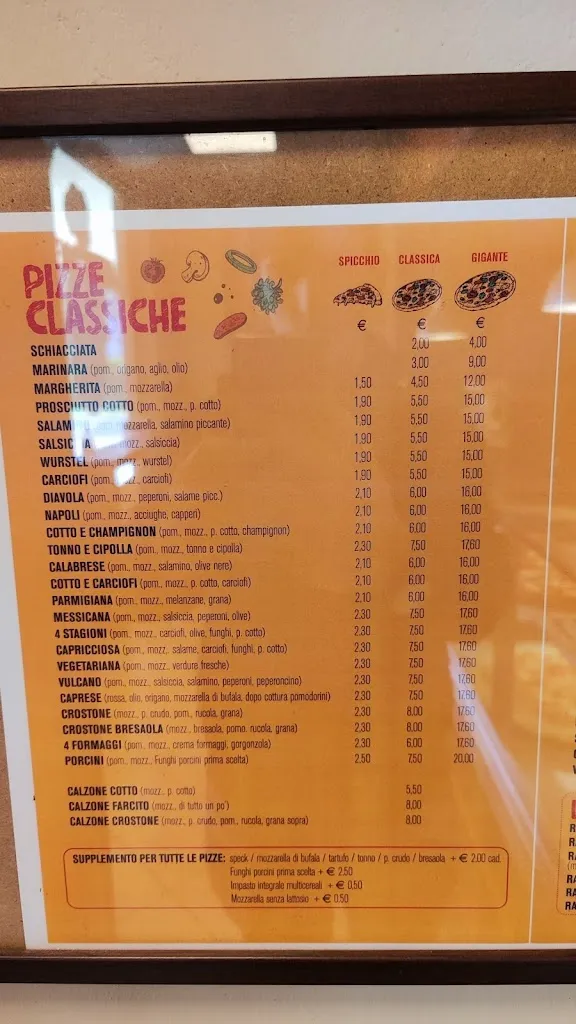 PIZZE
CLASSICHE
SPICCHIO CLASSICA GIGANTE
€ € €
SCHIACCIATA 2,00 4,00
MARINARA (pom., origano, aglio, olio) 3,00 9,00
MARGHERITA (pom., mozzarella) 1,50 4,50 12,00
PROSCIUTTO COTTO (pom., mozz., p. cotto) 1,90 5,50 15,00
SALAMINO mozzarella, salamino piccante) 1,90 5,50 15,00
SALSICCIA mozz., salsiccia) 1,90 5,50 15,00
WURSTEL (pom., mozz., wurstel) 1,90 5,50 15,00
CARCIOFI (pom., mozz., carciofi) 1,90 5,50 15,00
DIAVOLA (pom., mozz., peperoni, salame picc.) 2,10 6,00 16,00
NAPOLI (pom., mozz., acciughe, capperi) 2,10 6,00 16,00
COTTO E CHAMPIGNON (pom., mozz., p. cotto, champignon) 2,10 6,00 16,00
TONNO E CIPOLLA (pom., mozz., tonno e cipolla) 2,30 7,50 17,60
CALABRESE (pom., mozz., salamino, olive nere) 2,10 6,00 16,00
COTTO E CARCIOFI (pom., mozz., p. cotto, carciofi) 2,10 6,00 16,00
PARMIGIANA (pom., mozz., melanzane, grana) 2,10 6,00 16,00
MESSICANA (pom., mozz., salsiccia, peperoni, olive) 2,30 7,50 17,60
4 STAGIONI (pom., mozz., carciofi, olive, funghi, p. cotto) 2,30 7,50 17,60
CAPRICCIOSA (pom., mozz., salame, carciofi, funghi, p. cotto) 2,30 7,50 17,60
VEGETARIANA (pom., mozz., verdure fresche) 2,30 7,50 17,60
VULCANO (pom., mozz., salsiccia, salamino, peperoni, peperoncino) 2,30 7,50 17,60
CAPRESE (rossa, olio, origano, mozzarella di bufala, dopo cottura pomodorini) 2,30 7,50 17,60
CROSTONE (mozz., p. crudo, pom., rucola, grana) 2,30 8,00 17,60
CROSTONE BRESAOLA (mozz., bresaola, pomo, rucola, grana) 2,30 8,00 17,60
4 FORMAGGI (pom., mozz., crema formaggi, gorgonzola) 2,30 6,00 17,60
PORCINI (pom., mozz., Funghi porcini prima scelta) 2,50 7,50 20,00
CALZONE COTTO (mozz., p. cotto) 5,50
CALZONE FARCITO (mozz., di tutto un po') 8,00
CALZONE CROSTONE (mozz., p. crudo, pom., rucola, grana sopra) 8,00
SUPPLEMENTO PER TUTTE LE PIZZE: speck / mozzarella di bufala / tartufo / tonno / p. crudo / bresaola + € 2,00 cad.
Funghi porcini prima scelta + € 2,50
Impasto integrale multicereali + € 0,50
Mozzarella senza lattosio + € 0,50